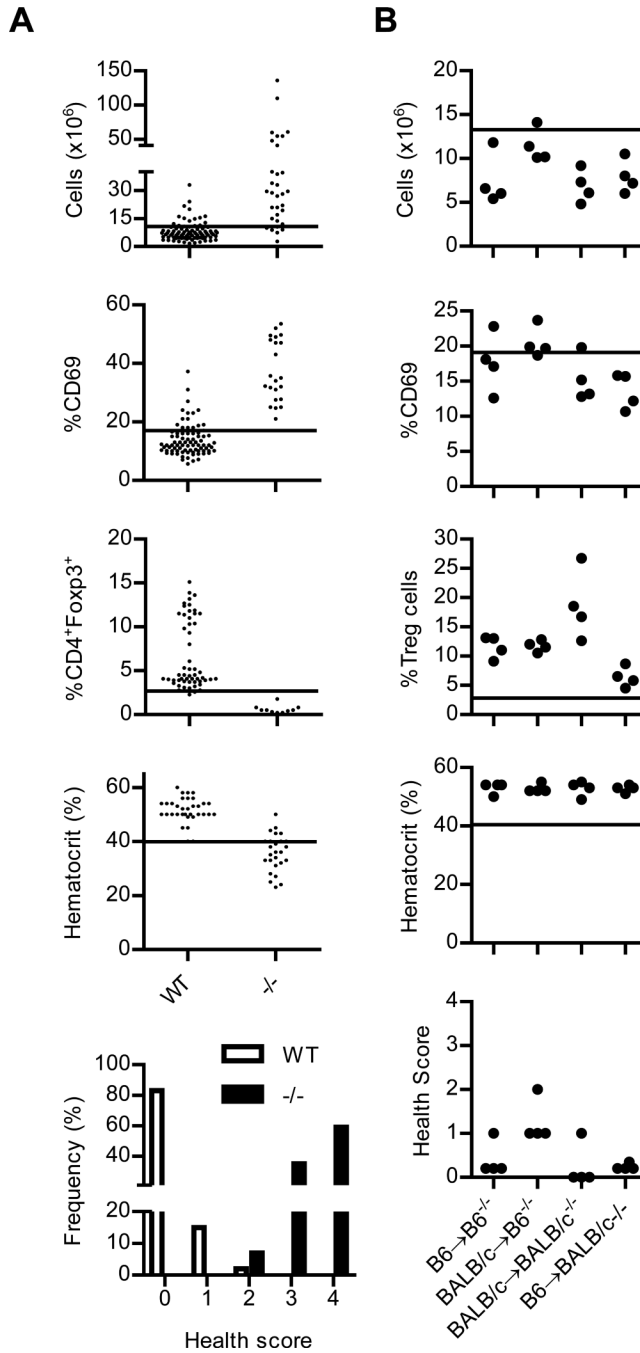 A
B
Cells (x10⁶)
150
100
50
30
15
0
Cells (x10⁶)
20
15
10
5
0
%CD69
60
40
20
0
%CD69
25
20
15
10
5
0
%CD4⁺Foxp3⁺
20
15
10
5
0
%Treg cells
30
25
20
15
10
5
0
Hematocrit (%)
60
40
20
0
WT
-/-
Hematocrit (%)
60
40
20
0
Frequency (%)
100
80
60
40
20
10
0
WT
-/-
0 1 2 3 4
Health score
Health Score
4
3
2
1
0
B6→B6⁻/⁻
BALB/c→B6⁻/⁻
BALB/c→BALB/c⁻/⁻
B6→BALB/c-/-